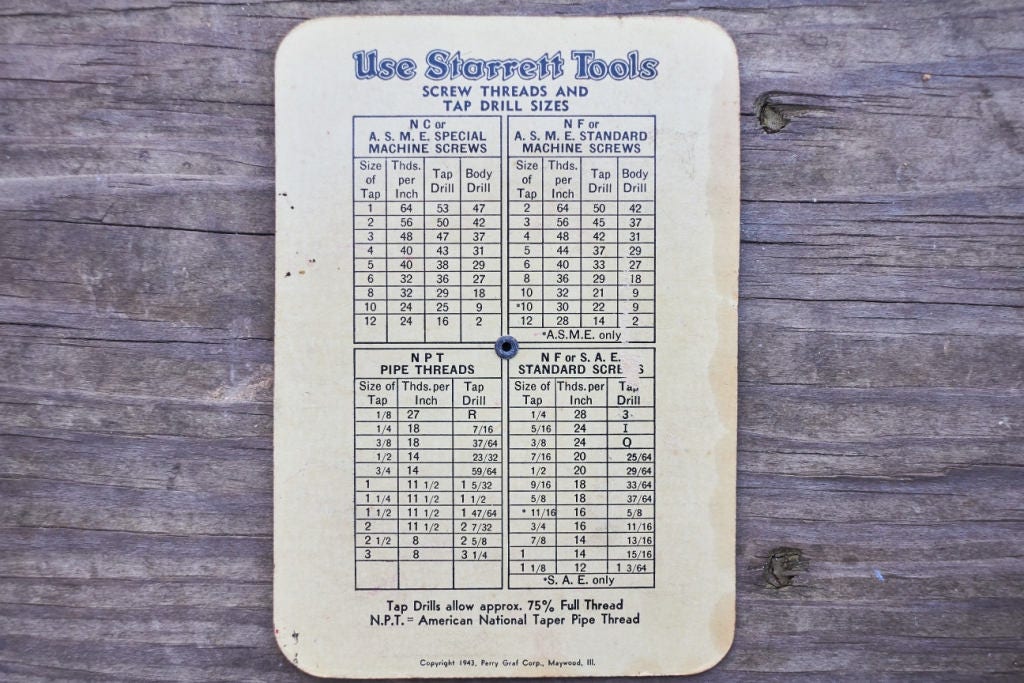 Use Starrett Tools
SCREW THREADS AND
TAP DRILL SIZES
N C or
A. S. M. E. SPECIAL
MACHINE SCREWS
Size of Tap Thds. per Inch Tap Drill Body Drill
1 64 53 47
2 56 50 42
3 48 47 37
4 40 43 31
5 40 38 29
6 32 36 27
8 32 29 18
10 24 25 9
12 24 16 2
N F or
A. S. M. E. STANDARD
MACHINE SCREWS
Size of Tap Thds. per Inch Tap Drill Body Drill
2 64 50 42
3 56 45 37
4 48 42 31
5 44 37 29
6 40 33 27
8 36 29 18
10 32 21 9
*10 30 22 9
12 28 14 2
*A.S.M.E. only
N P T
PIPE THREADS
Size of Tap Thds. per Inch Tap Drill
1/8 27 R
1/4 18 7/16
3/8 18 37/64
1/2 14 23/32
3/4 14 59/64
1 11 1/2 1 5/32
1 1/4 11 1/2 1 1/2
1 1/2 11 1/2 1 47/64
2 11 1/2 2 7/32
2 1/2 8 2 5/8
3 8 3 1/4
N F or S. A. E.
STANDARD
Size of Tap Thds. per Inch Drill
1/4 28 3
5/16 24 I
3/8 24 Q
7/16 20 25/64
1/2 20 29/64
9/16 18 33/64
5/8 18 37/64
* 11/16 16 5/8
3/4 16 11/16
7/8 14 13/16
1 14 15/16
1 1/8 12 1 3/64
*S. A. E. only
Tap Drills allow approx. 75% Full Thread
N.P.T. = American National Taper Pipe Thread
Copyright 1943, Perry Graf Corp., Maywood, Ill.